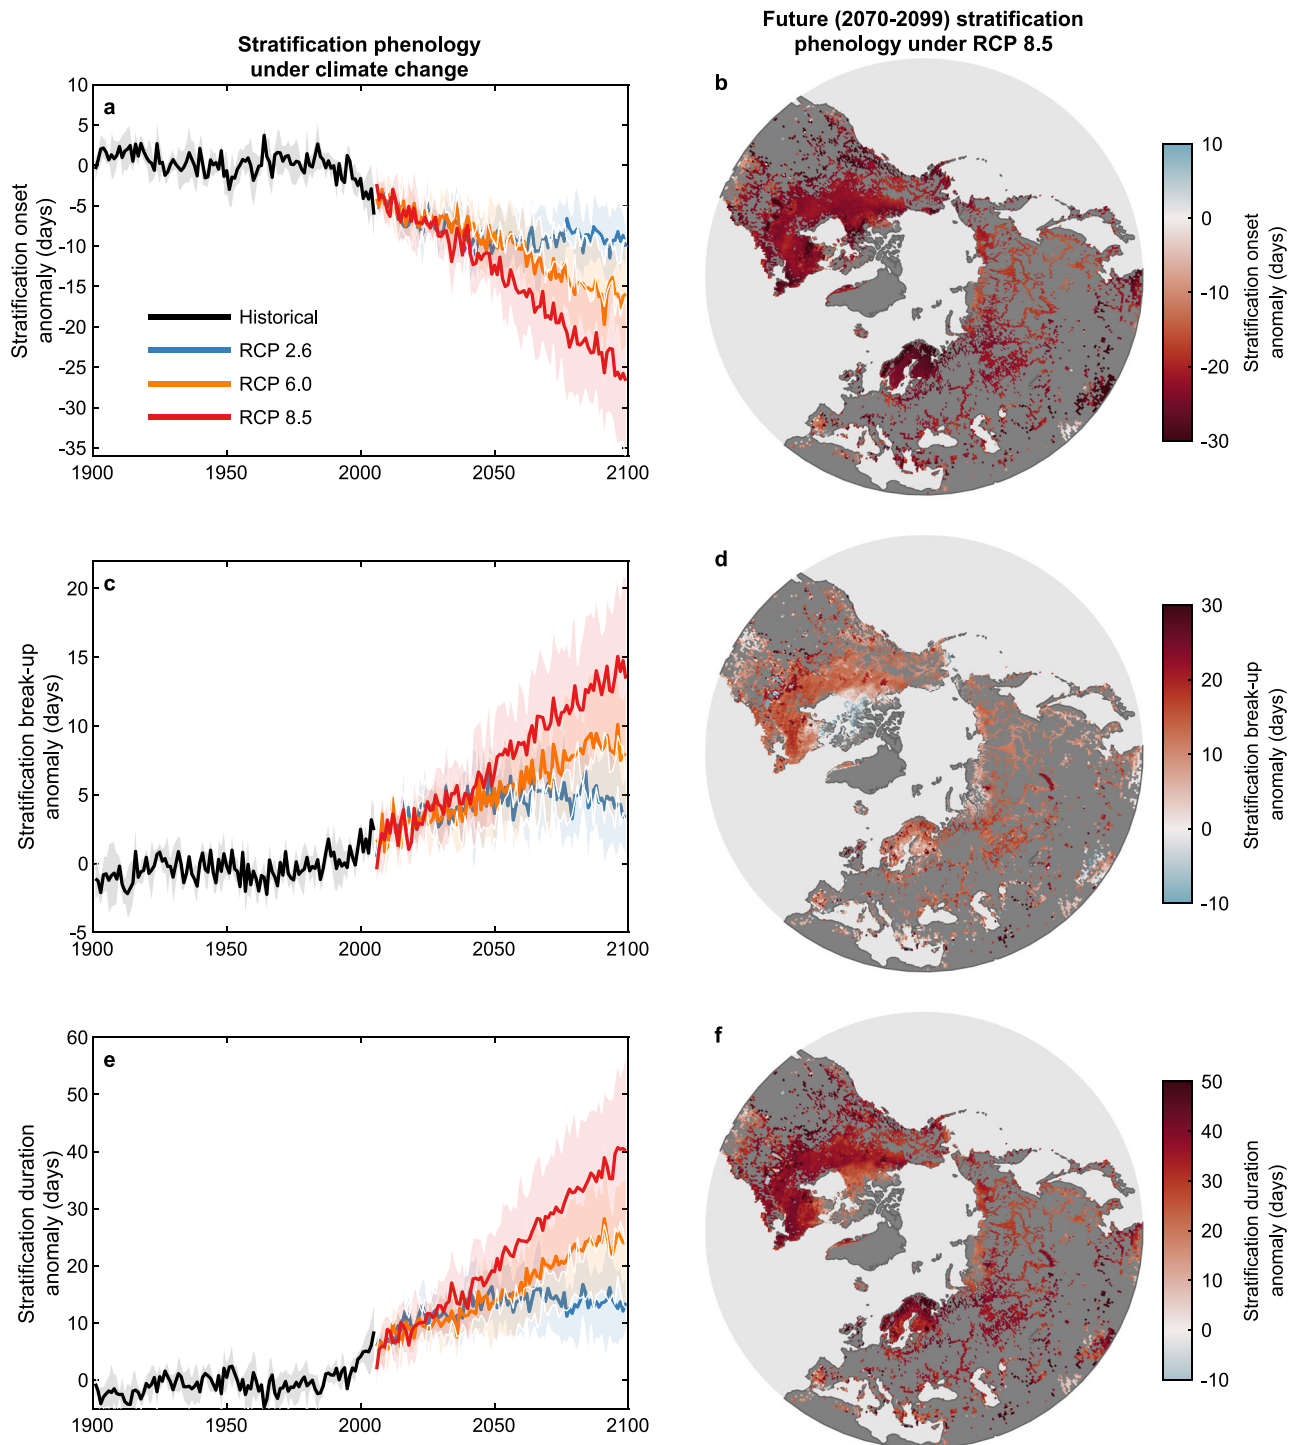 Stratification phenology
under climate change
Future (2070-2099) stratification
phenology under RCP 8.5
a
10
5
0
-5
-10
-15
-20
-25
-30
-35
Stratification onset
anomaly (days)
Historical
RCP 2.6
RCP 6.0
RCP 8.5
1900
1950
2000
2050
2100
b
10
0
-10
-20
-30
Stratification onset
anomaly (days)
c
20
15
10
5
0
-5
Stratification break-up
anomaly (days)
1900
1950
2000
2050
2100
d
30
20
10
0
-10
Stratification break-up
anomaly (days)
e
60
50
40
30
20
10
0
Stratification duration
anomaly (days)
1900
1950
2000
2050
2100
f
50
40
30
20
10
0
-10
Stratification duration
anomaly (days)